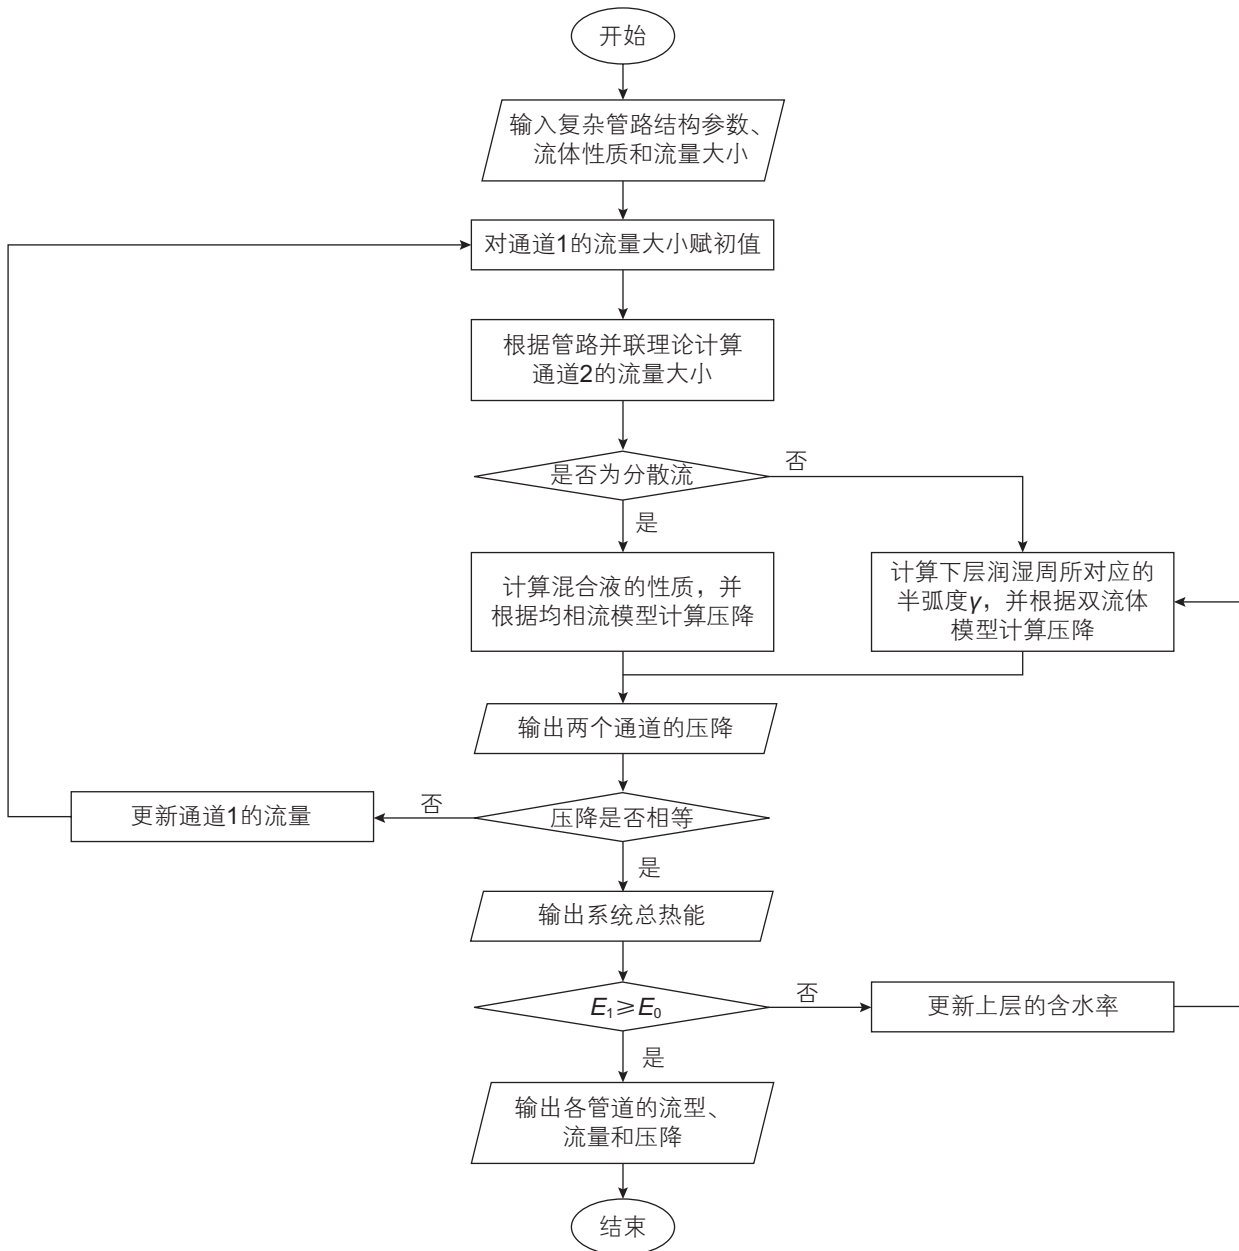 开始
输入复杂管路结构参数、
流体性质和流量大小
对通道1的流量大小赋初值
根据管路并联理论计算
通道2的流量大小
是否为分散流
否
是
计算混合液的性质，并
根据均相流模型计算压降
计算下层润湿周所对应的
半弧度γ，并根据双流体
模型计算压降
输出两个通道的压降
更新通道1的流量
否
压降是否相等
是
输出系统总热能
E₁≥E₀
否
更新上层的含水率
是
输出各管道的流型、
流量和压降
结束